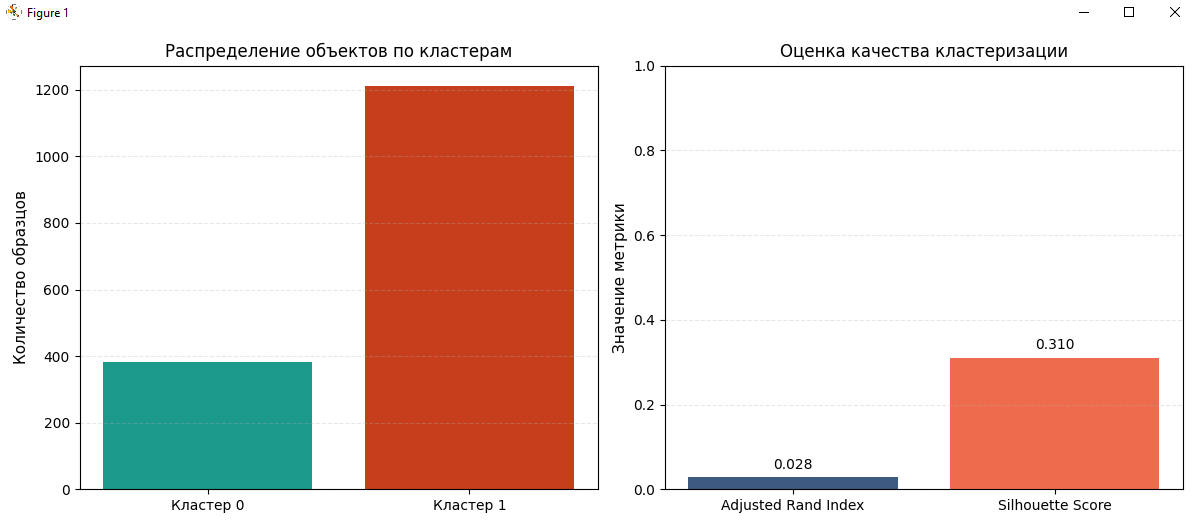 Figure 1
Распределение объектов по кластерам
Количество образцов
1200
1000
800
600
400
200
0
Кластер 0
Кластер 1
Оценка качества кластеризации
Значение метрики
1.0
0.8
0.6
0.4
0.2
0.0
0.028
0.310
Adjusted Rand Index
Silhouette Score